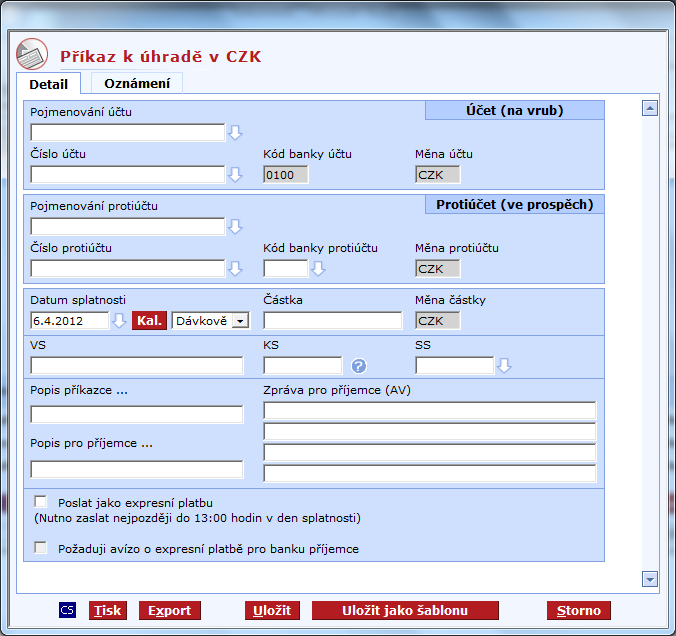 Příkaz k úhradě v CZK
Detail Oznámení
Pojmenování účtu Účet (na vrub)
Číslo účtu Kód banky účtu Měna účtu
0100 CZK
Pojmenování protiúčtu Protiúčet (ve prospěch)
Číslo protiúčtu Kód banky protiúčtu Měna protiúčtu
CZK
Datum splatnosti Částka Měna částky
6.4.2012 Kal. Dávkově CZK
VS KS SS
?
Popis příkazce ... Zpráva pro příjemce (AV)
Popis pro příjemce ...
Poslat jako expresní platbu
(Nutno zaslat nejpozději do 13:00 hodin v den splatnosti)
Požaduji avízo o expresní platbě pro banku příjemce
CS Tisk Export Uložit Uložit jako šablonu Storno